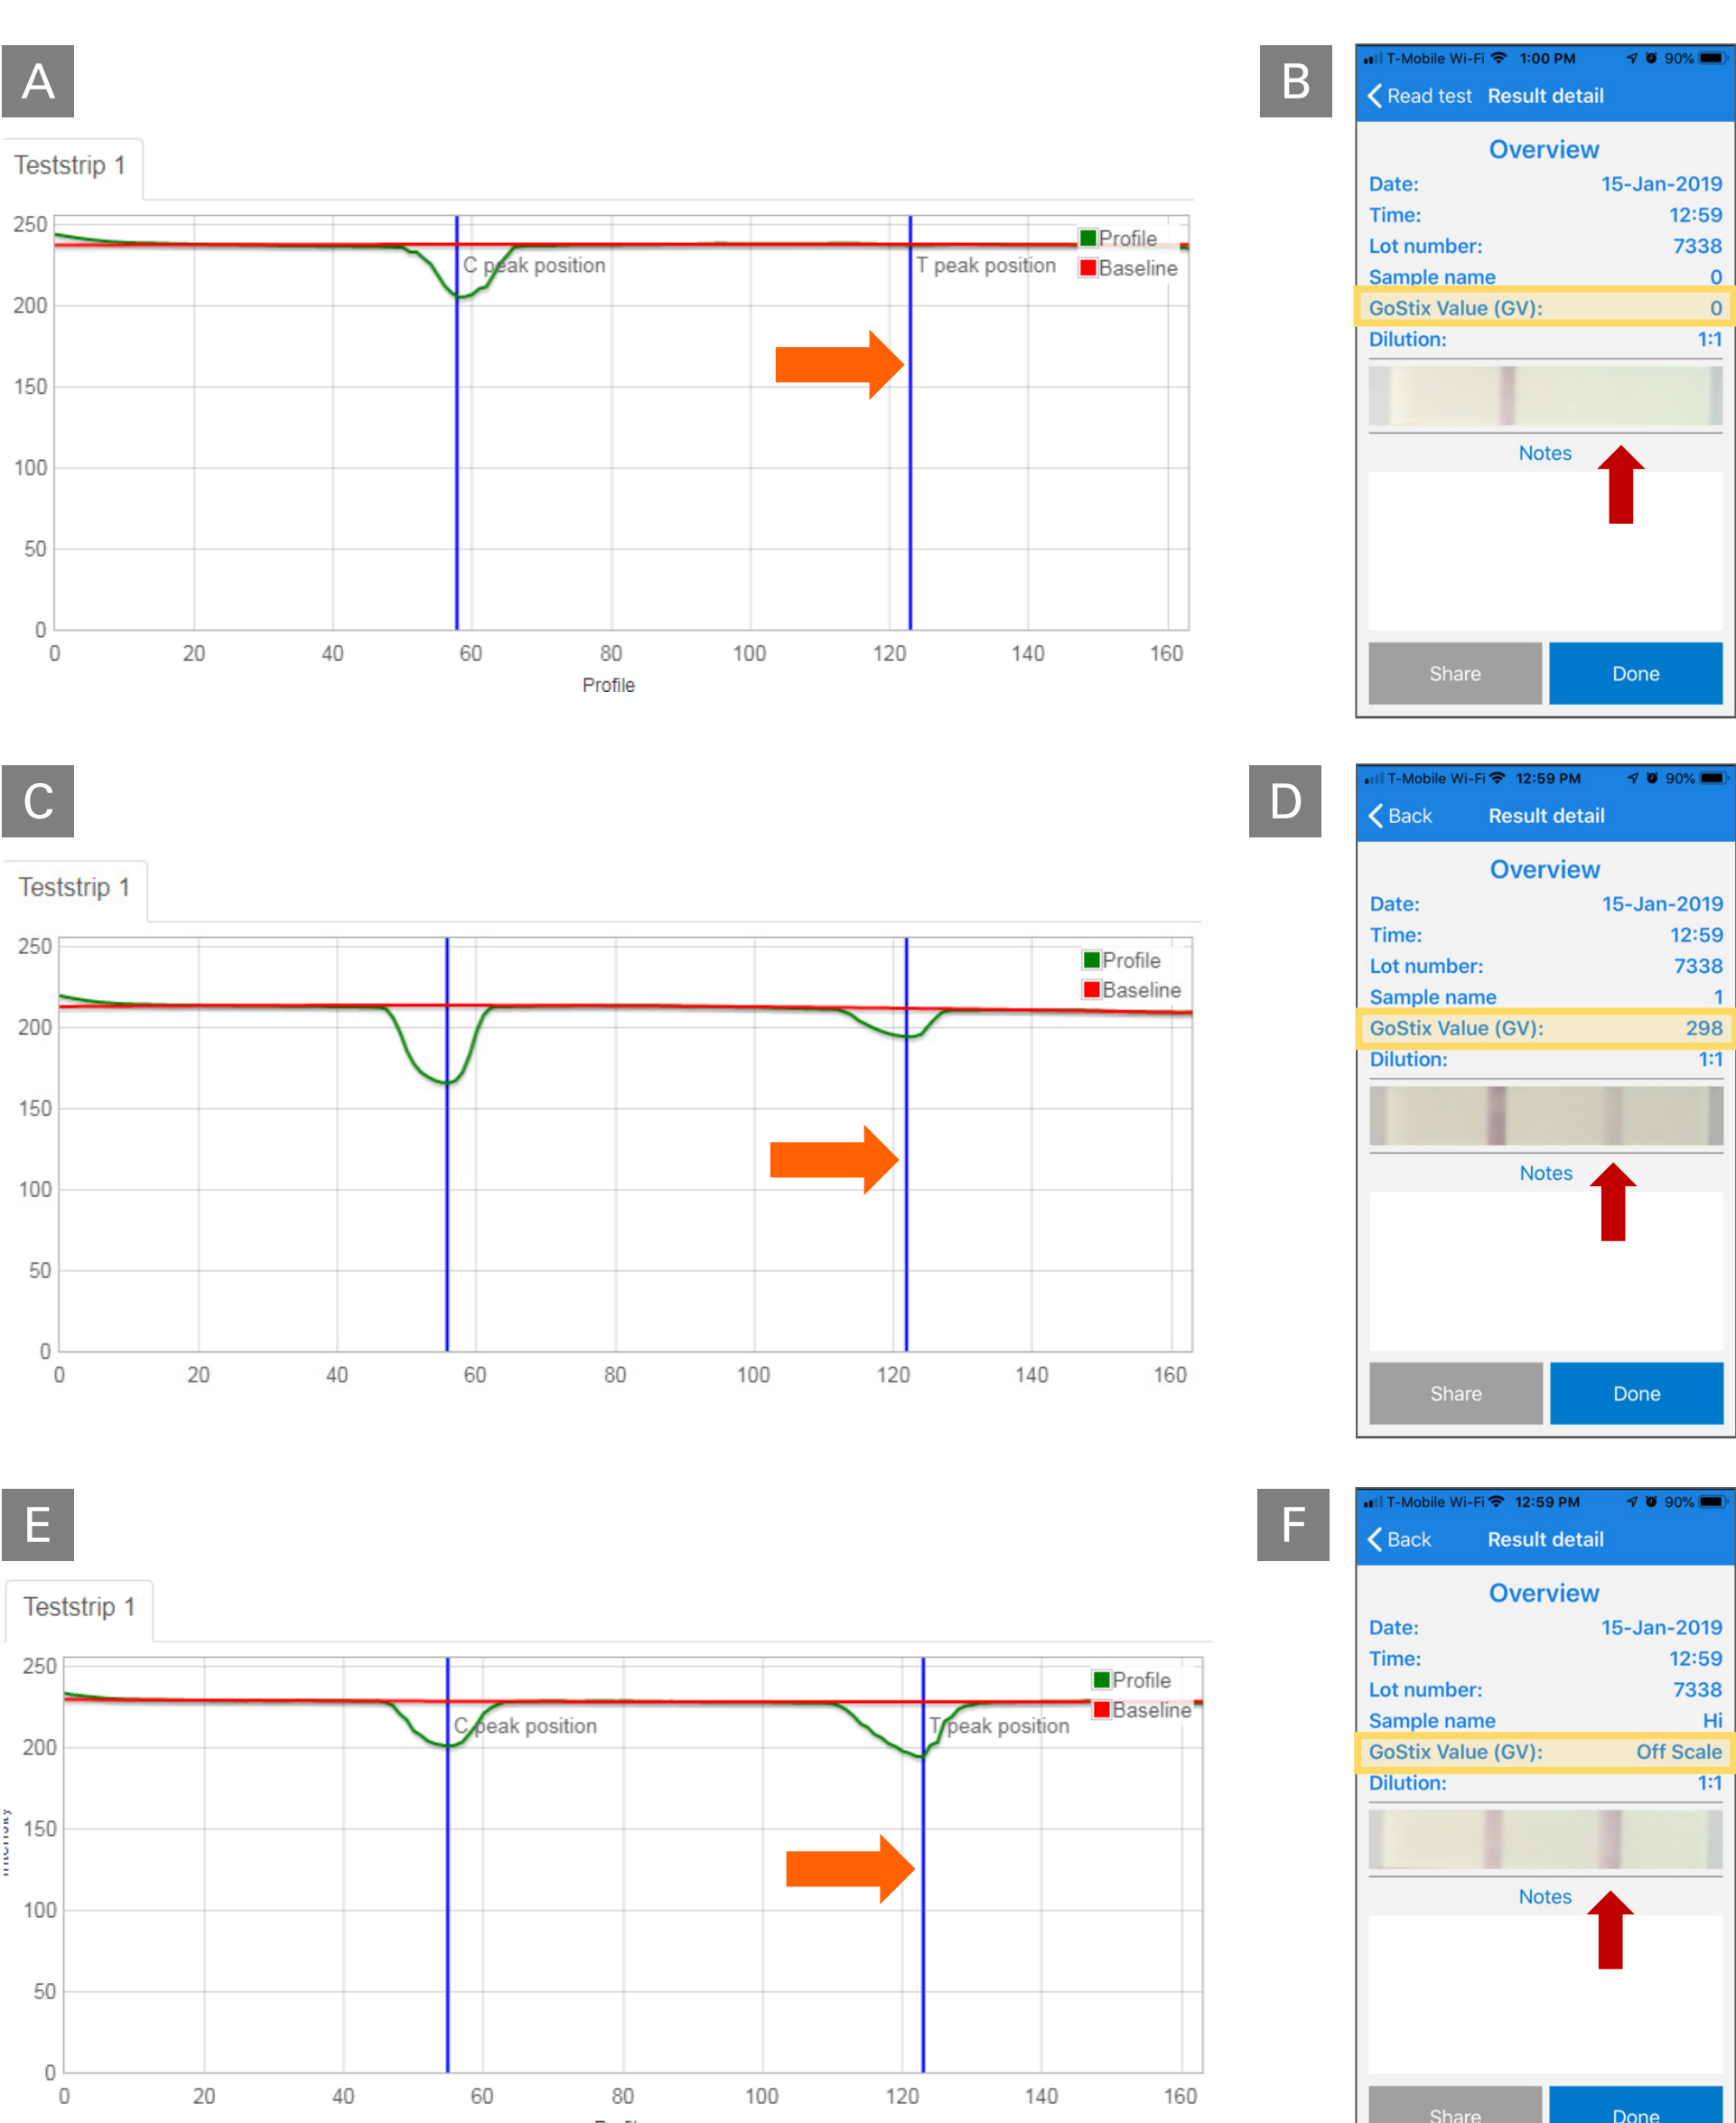 A
Teststrip 1
250
200
150
100
50
0
C peak position
T peak position
Profile
Baseline
0 20 40 60 80 100 120 140 160
Profile
B
T-Mobile Wi-Fi 1:00 PM 90%
Read test Result detail
Overview
Date: 15-Jan-2019
Time: 12:59
Lot number: 7338
Sample name 0
GoStix Value (GV): 0
Dilution: 1:1
Notes
Share Done
C
Teststrip 1
250
200
150
100
50
0
Profile
Baseline
0 20 40 60 80 100 120 140 160
D
T-Mobile Wi-Fi 12:59 PM 90%
Back Result detail
Overview
Date: 15-Jan-2019
Time: 12:59
Lot number: 7338
Sample name 1
GoStix Value (GV): 298
Dilution: 1:1
Notes
Share Done
E
Teststrip 1
250
200
150
100
50
0
C peak position
T peak position
Profile
Baseline
0 20 40 60 80 100 120 140 160
F
T-Mobile Wi-Fi 12:59 PM 90%
Back Result detail
Overview
Date: 15-Jan-2019
Time: 12:59
Lot number: 7338
Sample name Hi
GoStix Value (GV): Off Scale
Dilution: 1:1
Notes
Share Done